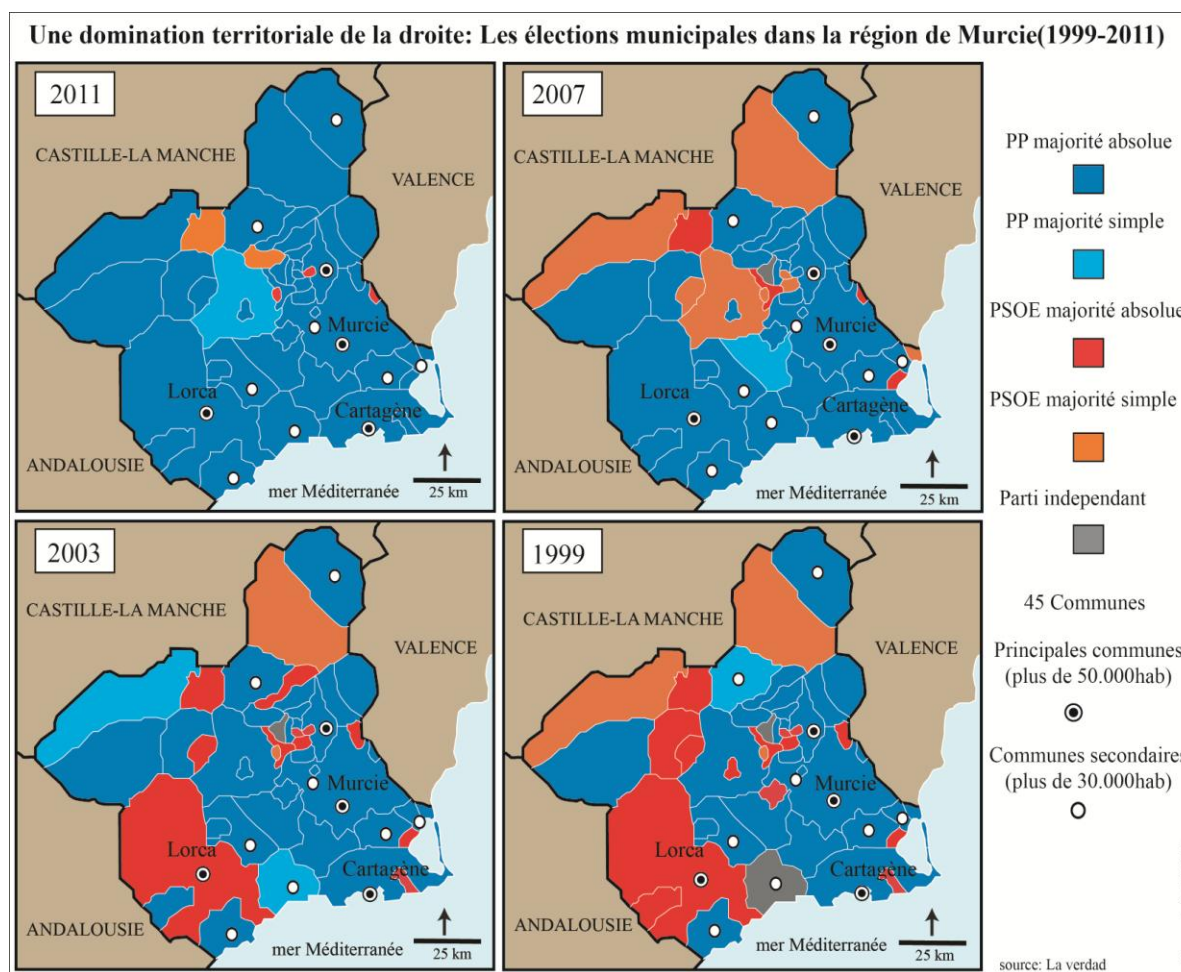 Une domination territoriale de la droite: Les élections municipales dans la région de Murcie(1999-2011)
2011
CASTILLE-LA MANCHE
VALENCE
Murcie
Lorca
Cartagène
ANDALOUSIE
mer Méditerranée
25 km
2007
CASTILLE-LA MANCHE
VALENCE
Murcie
Lorca
Cartagène
ANDALOUSIE
mer Méditerranée
25 km
2003
CASTILLE-LA MANCHE
VALENCE
Murcie
Lorca
Cartagène
ANDALOUSIE
mer Méditerranée
25 km
1999
CASTILLE-LA MANCHE
VALENCE
Murcie
Lorca
Cartagène
ANDALOUSIE
mer Méditerranée
25 km
PP majorité absolue
PP majorité simple
PSOE majorité absolue
PSOE majorité simple
Parti independant
45 Communes
Principales communes
(plus de 50.000hab)
Communes secondaires
(plus de 30.000hab)
source: La verdad